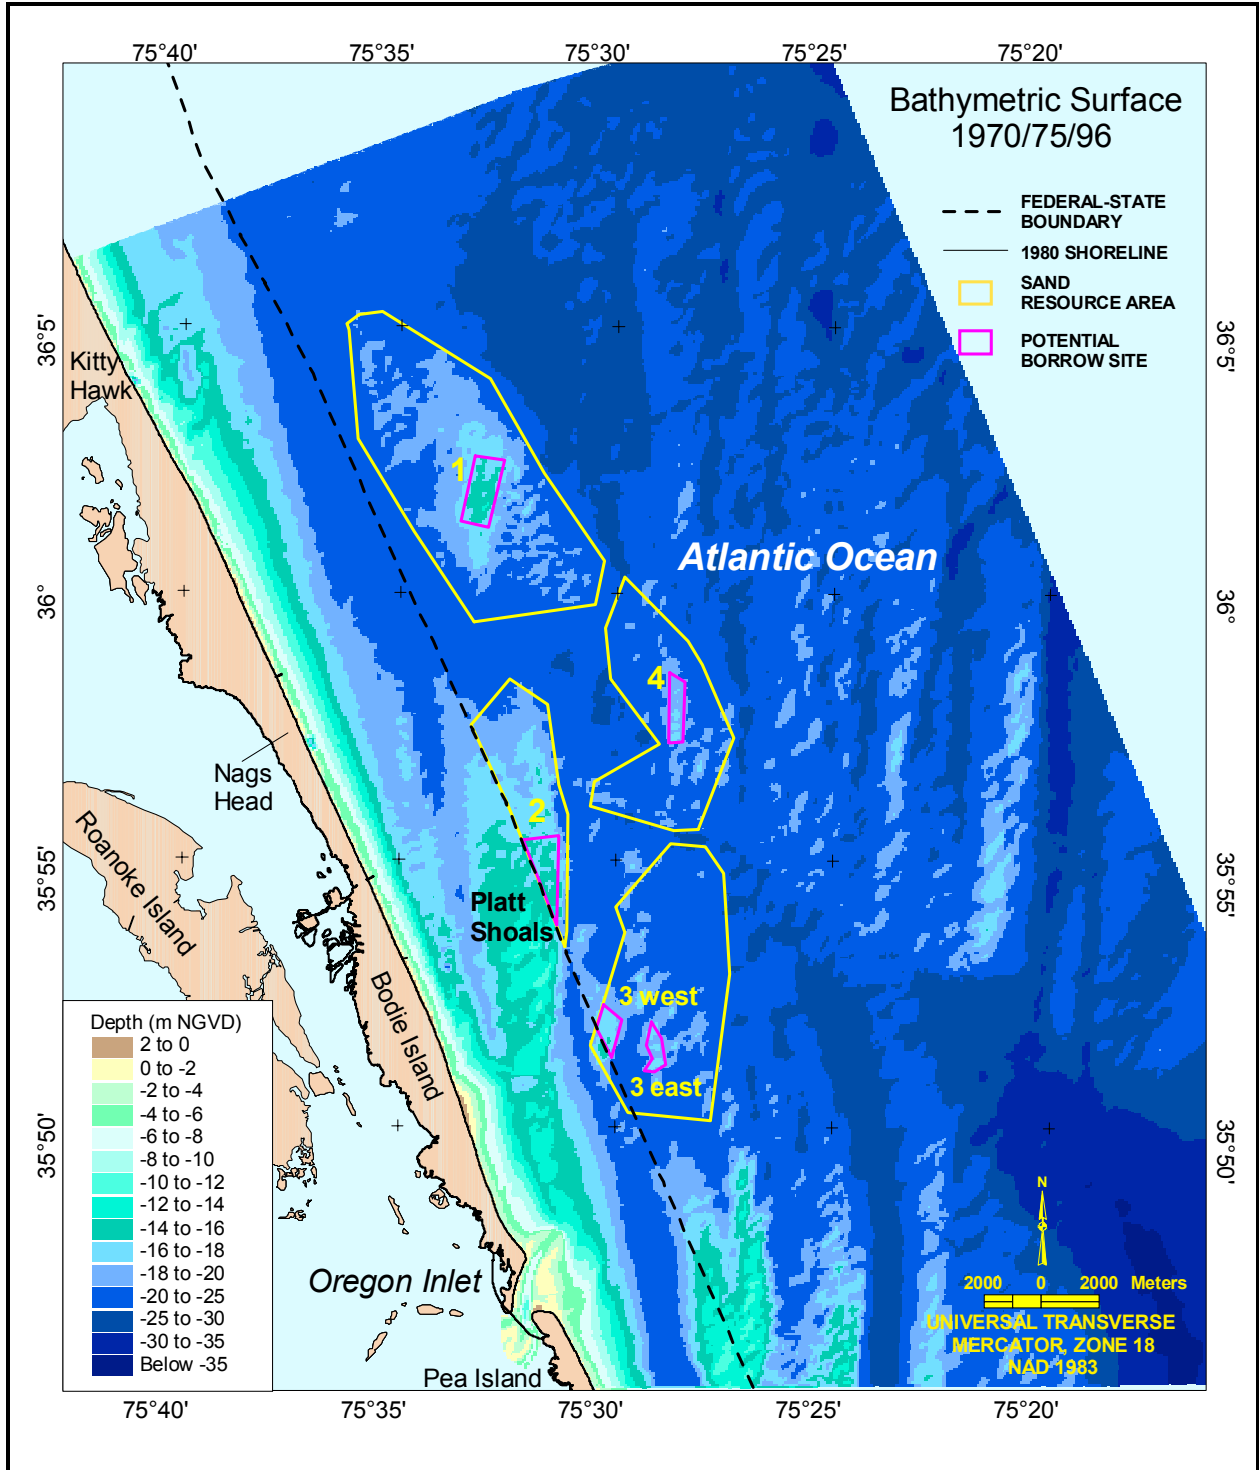 75°40' 75°35' 75°30' 75°25' 75°20'
Bathymetric Surface
1970/75/96
FEDERAL-STATE
BOUNDARY
1980 SHORELINE
SAND
RESOURCE AREA
POTENTIAL
BORROW SITE
36°5'
36°5'
Kitty
Hawk
1
Atlantic Ocean
36°
36°
4
Nags
Head
2
Roanoke Island
35°55'
35°55'
Platt
Shoals
Bodie Island
3 west
3 east
Depth (m NGVD)
2 to 0
0 to -2
-2 to -4
-4 to -6
-6 to -8
-8 to -10
-10 to -12
-12 to -14
-14 to -16
-16 to -18
-18 to -20
-20 to -25
-25 to -30
-30 to -35
Below -35
35°50'
35°50'
Oregon Inlet
Pea Island
N
2000 0 2000 Meters
UNIVERSAL TRANSVERSE
MERCATOR, ZONE 18
NAD 1983
75°40' 75°35' 75°30' 75°25' 75°20'